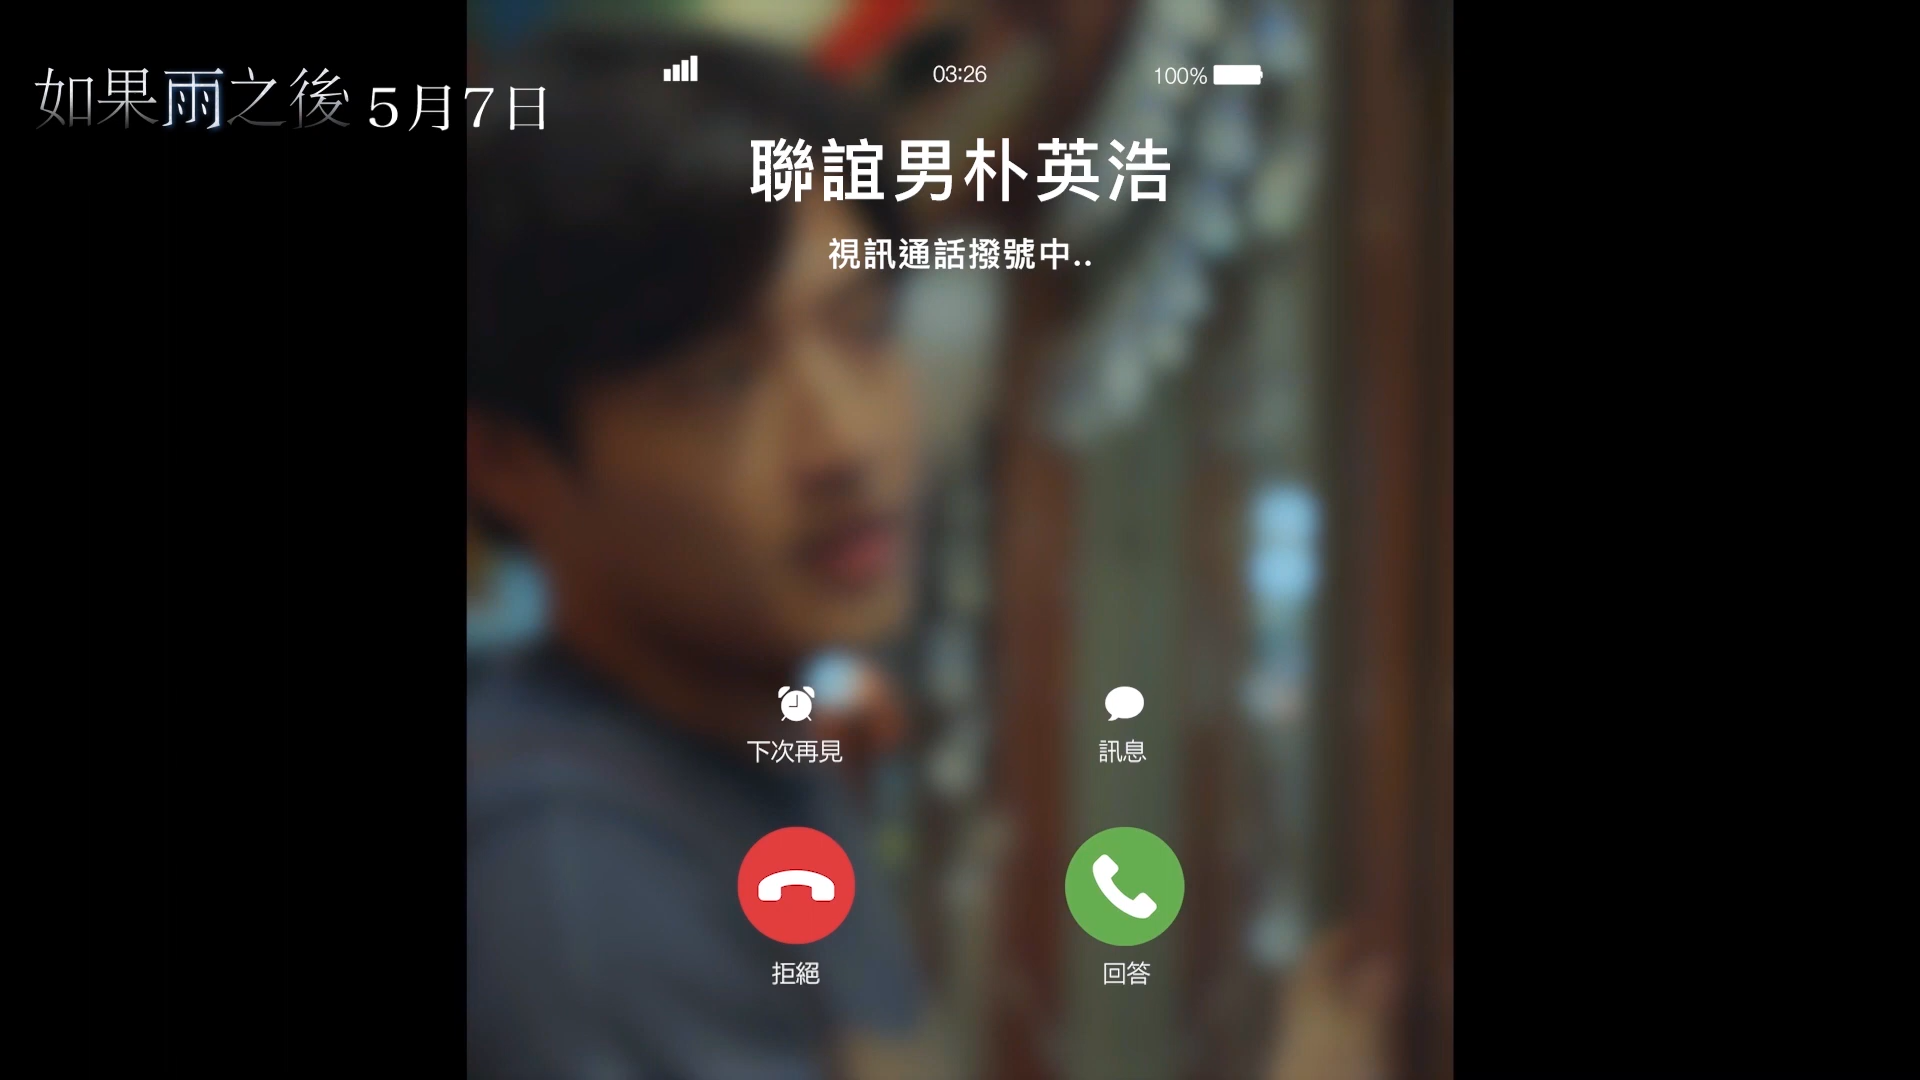 如果雨之後 5月7日
03:26
100%
聯誼男朴英浩
視訊通話撥號中..
下次再見
訊息
拒絕
回答